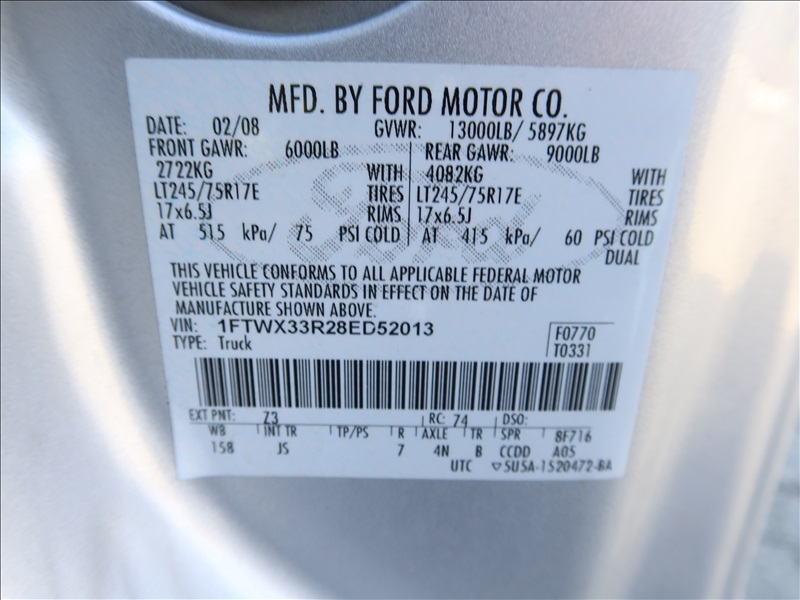 MFD. BY FORD MOTOR CO.
DATE: 02/08 GVWR: 13000LB/ 5897KG
FRONT GAWR: 6000LB REAR GAWR: 9000LB
2722KG WITH 4082KG WITH
LT245/75R17E TIRES LT245/75R17E TIRES
17x6.5J RIMS 17x6.5J RIMS
AT 515 kPa/ 75 PSI COLD AT 415 kPa/ 60 PSI COLD
DUAL
Ford
THIS VEHICLE CONFORMS TO ALL APPLICABLE FEDERAL MOTOR
VEHICLE SAFETY STANDARDS IN EFFECT ON THE DATE OF
MANUFACTURE SHOWN ABOVE.
VIN: 1FTWX33R28ED52013 F0770
TYPE: Truck T0331
EXT PNT: Z3 RC: 74 DSO:
WB INT TR TP/PS R AXLE TR SPR 8F716
158 JS 7 4N B CCDD A05
UTC ▽5U5A-1520472-BA